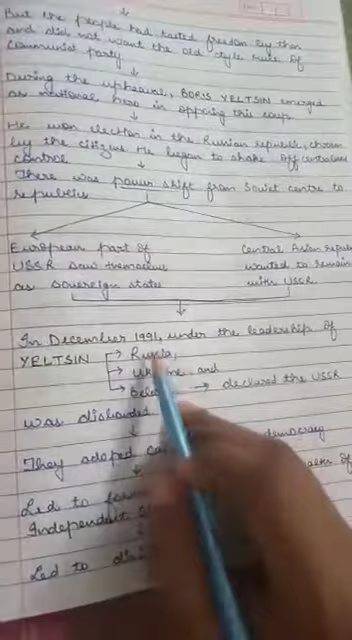 But the people had tasted freedom by then
and did not want the old style rule of
Communist party
During the upheaval, BORIS YELTSIN emerged
as national hero in opposing this coup
He won election in the Russian republic, chosen
by the citizens He began to shake off centralised
control
There was power shift from Soviet centre to
republics
European part of
USSR saw themselves
as sovereign state
Central Asian
wanted to remain
with USSR
In December 1991, under the leadership of
YELTSIN → Russia,
→ and
→ → declared the USSR
was disbanded
They democracy
Led to of
Independent
Led to